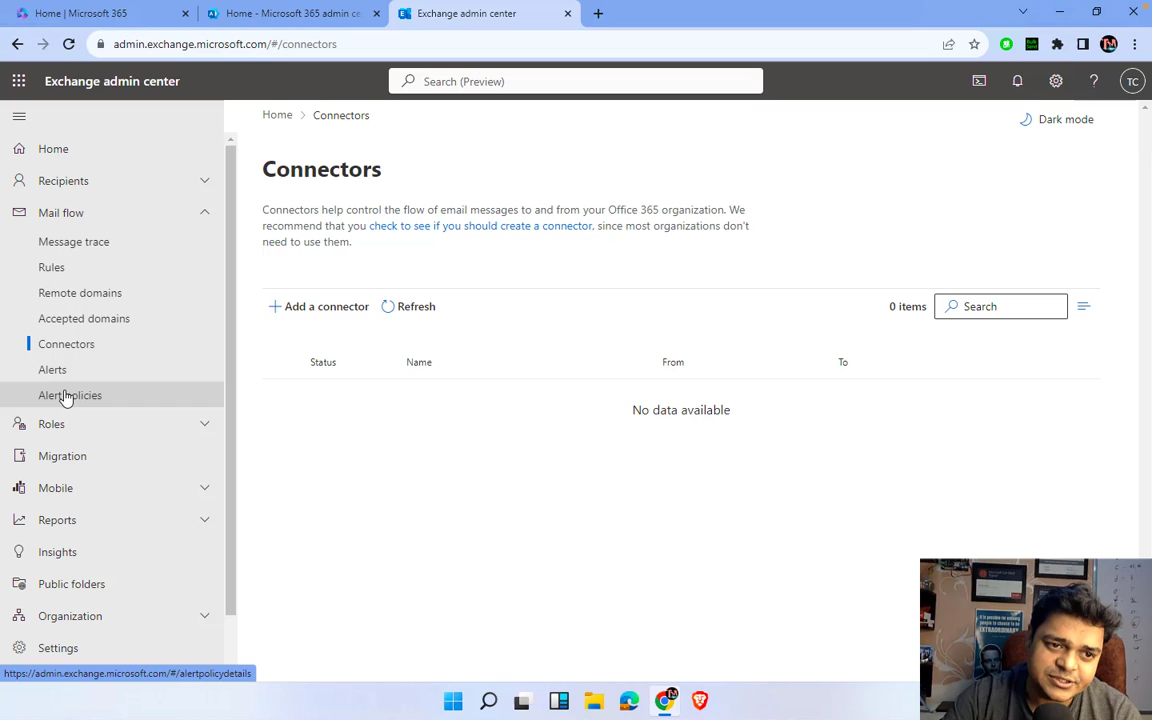 Home | Microsoft 365
Home - Microsoft 365 admin ce
Exchange admin center
admin.exchange.microsoft.com/#/connectors
Exchange admin center
Search (Preview)
TC
Home > Connectors
Dark mode
Home
Recipients
Mail flow
Message trace
Rules
Remote domains
Accepted domains
Connectors
Alerts
Alert policies
Roles
Migration
Mobile
Reports
Insights
Public folders
Organization
Settings
Connectors
Connectors help control the flow of email messages to and from your Office 365 organization. We
recommend that you check to see if you should create a connector, since most organizations don't
need to use them.
Add a connector
Refresh
0 items
Search
Status
Name
From
To
No data available
https://admin.exchange.microsoft.com/#/alertpolicydetails
EXTRAORDINARY